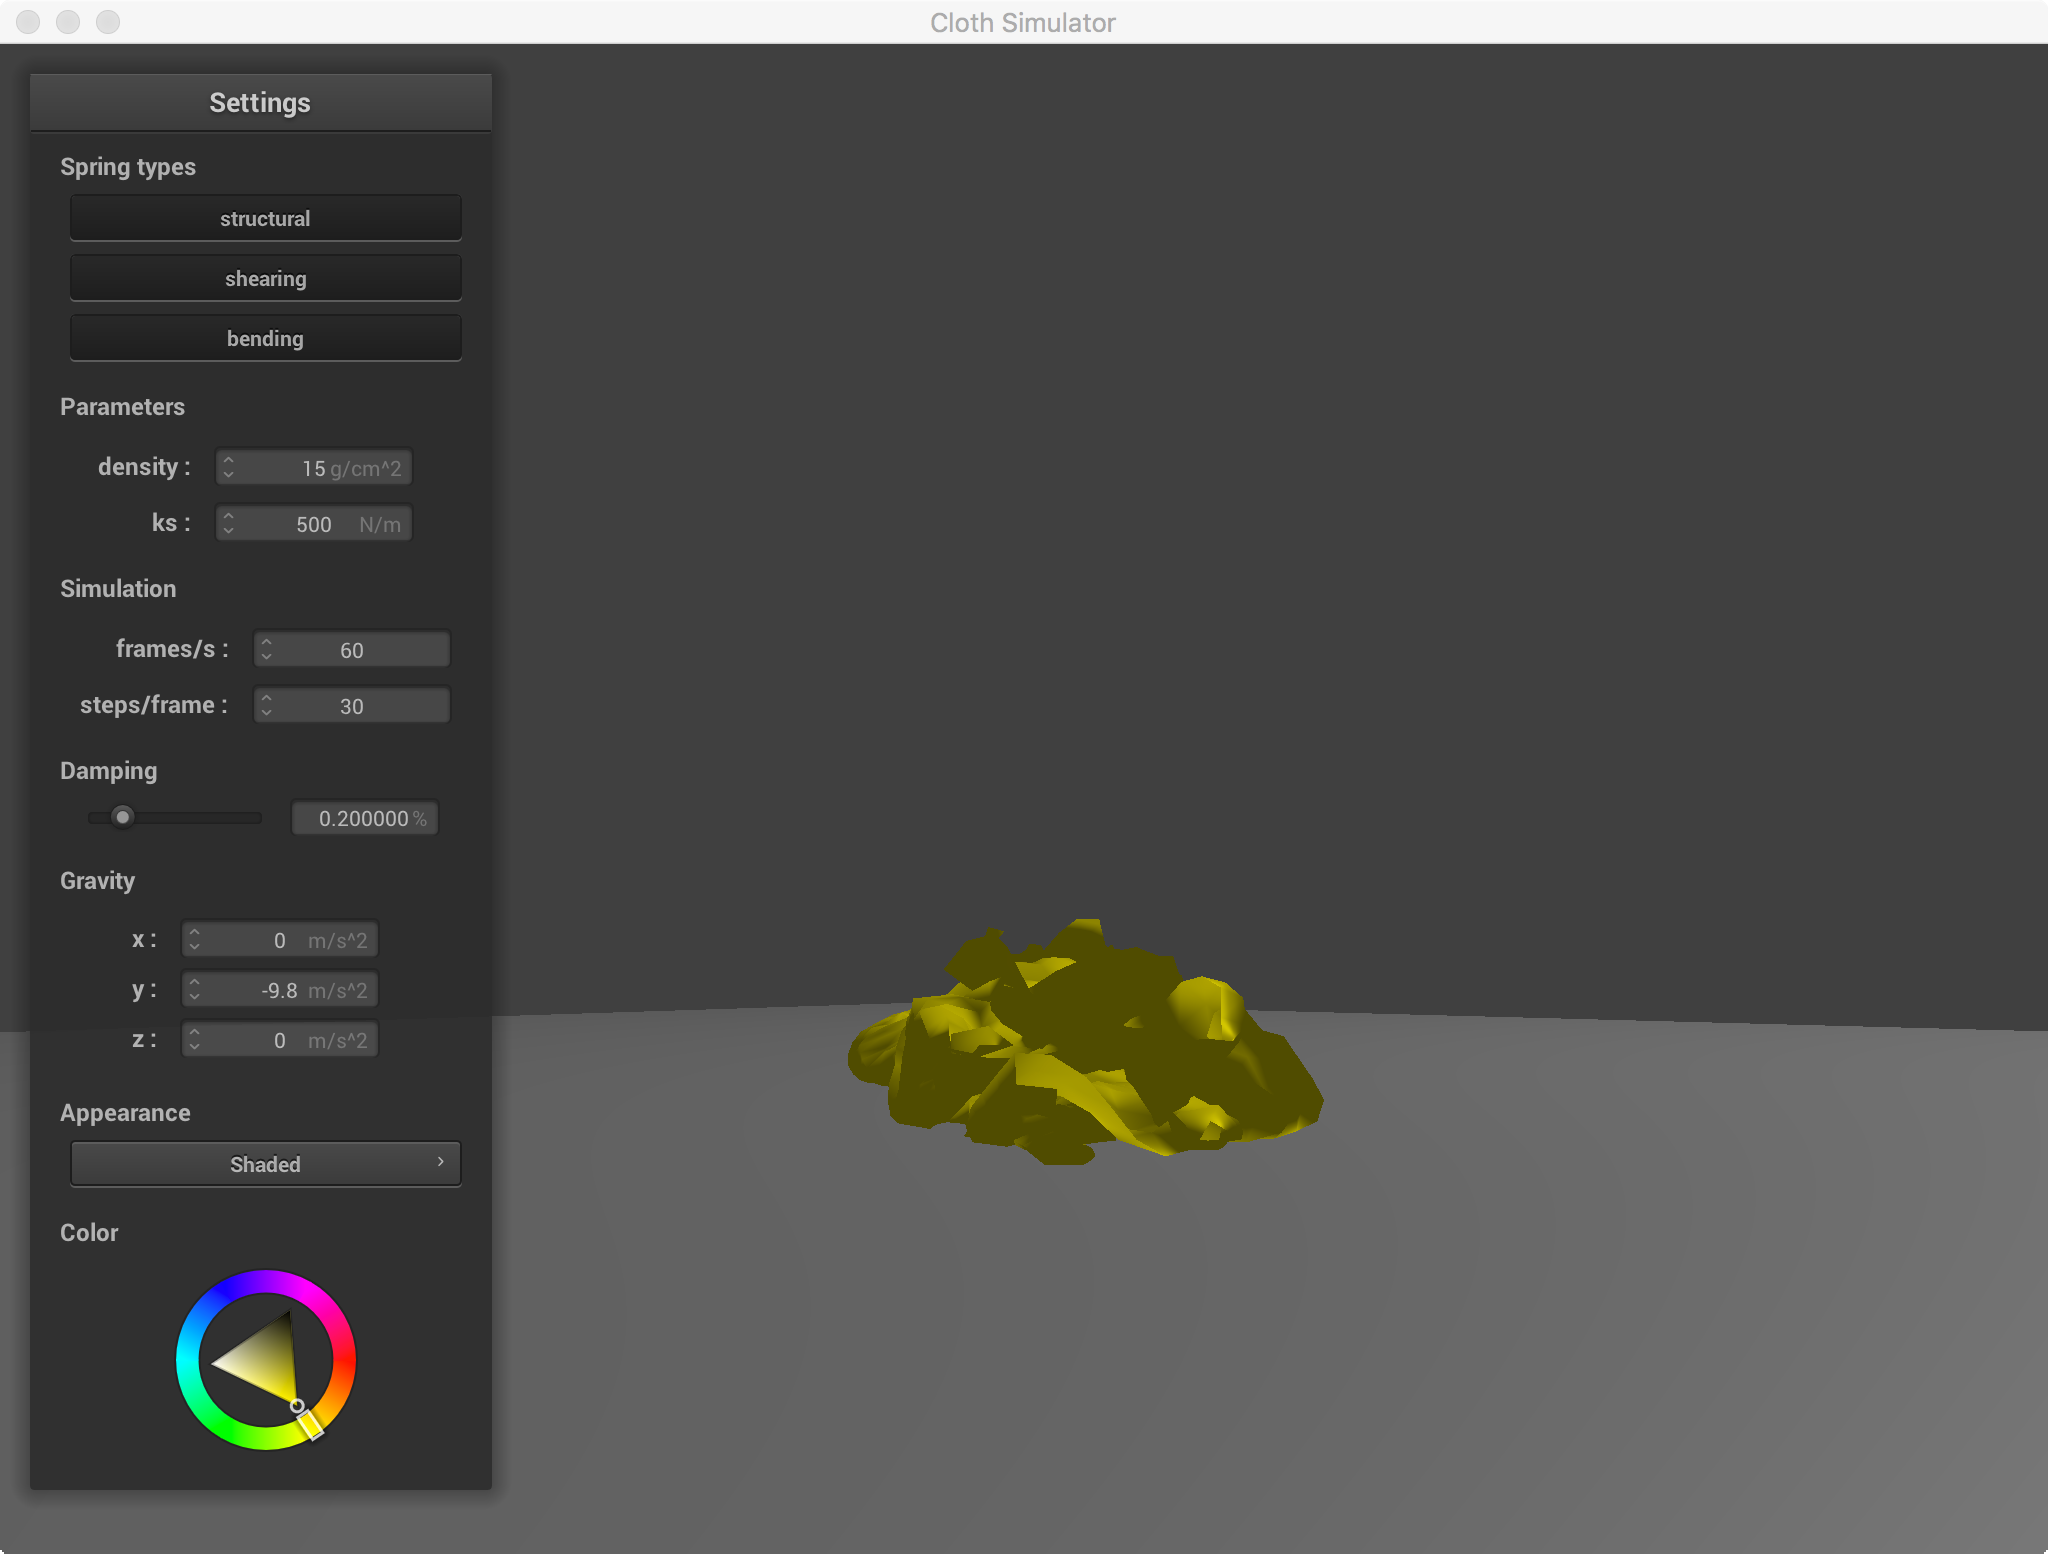 Cloth Simulator
Settings
Spring types
structural
shearing
bending
Parameters
density : 15 g/cm^2
ks : 500 N/m
Simulation
frames/s : 60
steps/frame : 30
Damping
0.200000 %
Gravity
x : 0 m/s^2
y : -9.8 m/s^2
z : 0 m/s^2
Appearance
Shaded
Color